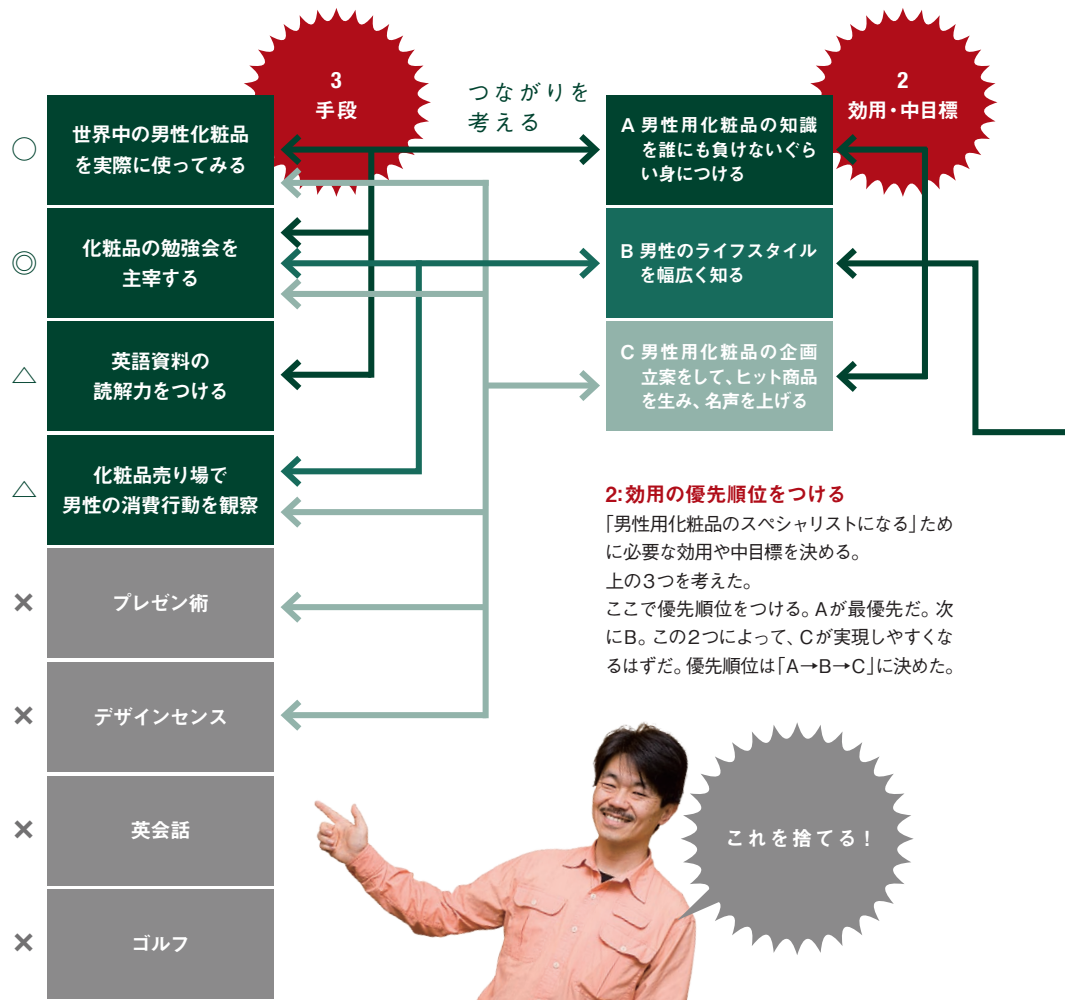 3
手段
つながりを
考える
2
効用・中目標
○
世界中の男性化粧品
を実際に使ってみる
◎
化粧品の勉強会を
主宰する
△
英語資料の
読解力をつける
△
化粧品売り場で
男性の消費行動を観察
×
プレゼン術
×
デザインセンス
×
英会話
×
ゴルフ
A 男性用化粧品の知識
を誰にも負けないぐら
い身につける
B 男性のライフスタイル
を幅広く知る
C 男性用化粧品の企画
立案をして、ヒット商品
を生み、名声を上げる
2:効用の優先順位をつける
「男性用化粧品のスペシャリストになる」ため
に必要な効用や中目標を決める。
上の3つを考えた。
ここで優先順位をつける。Aが最優先だ。次
にB。この2つによって、Cが実現しやすくな
るはずだ。優先順位は「A→B→C」に決めた。
これを捨てる!